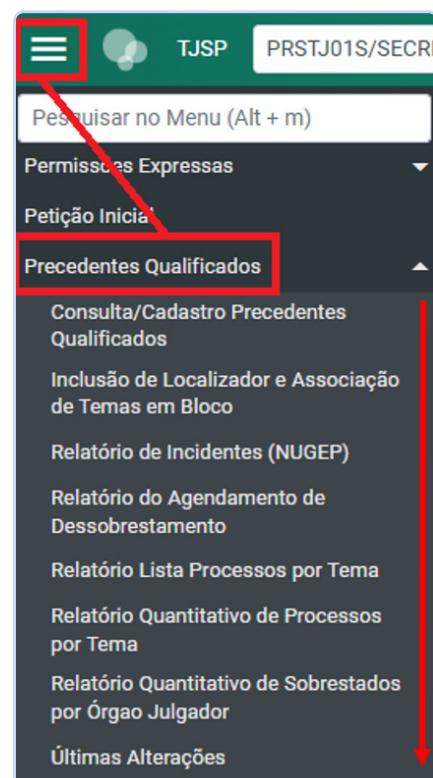 TJSP PRSTJ01S/SECRE
Pesquisar no Menu (Alt + m)
Permissões Expressas
Petição Inicial
Precedentes Qualificados
Consulta/Cadastro Precedentes
Qualificados
Inclusão de Localizador e Associação
de Temas em Bloco
Relatório de Incidentes (NUGEP)
Relatório do Agendamento de
Dessobrestamento
Relatório Lista Processos por Tema
Relatório Quantitativo de Processos
por Tema
Relatório Quantitativo de Sobrestados
por Órgao Julgador
Últimas Alterações